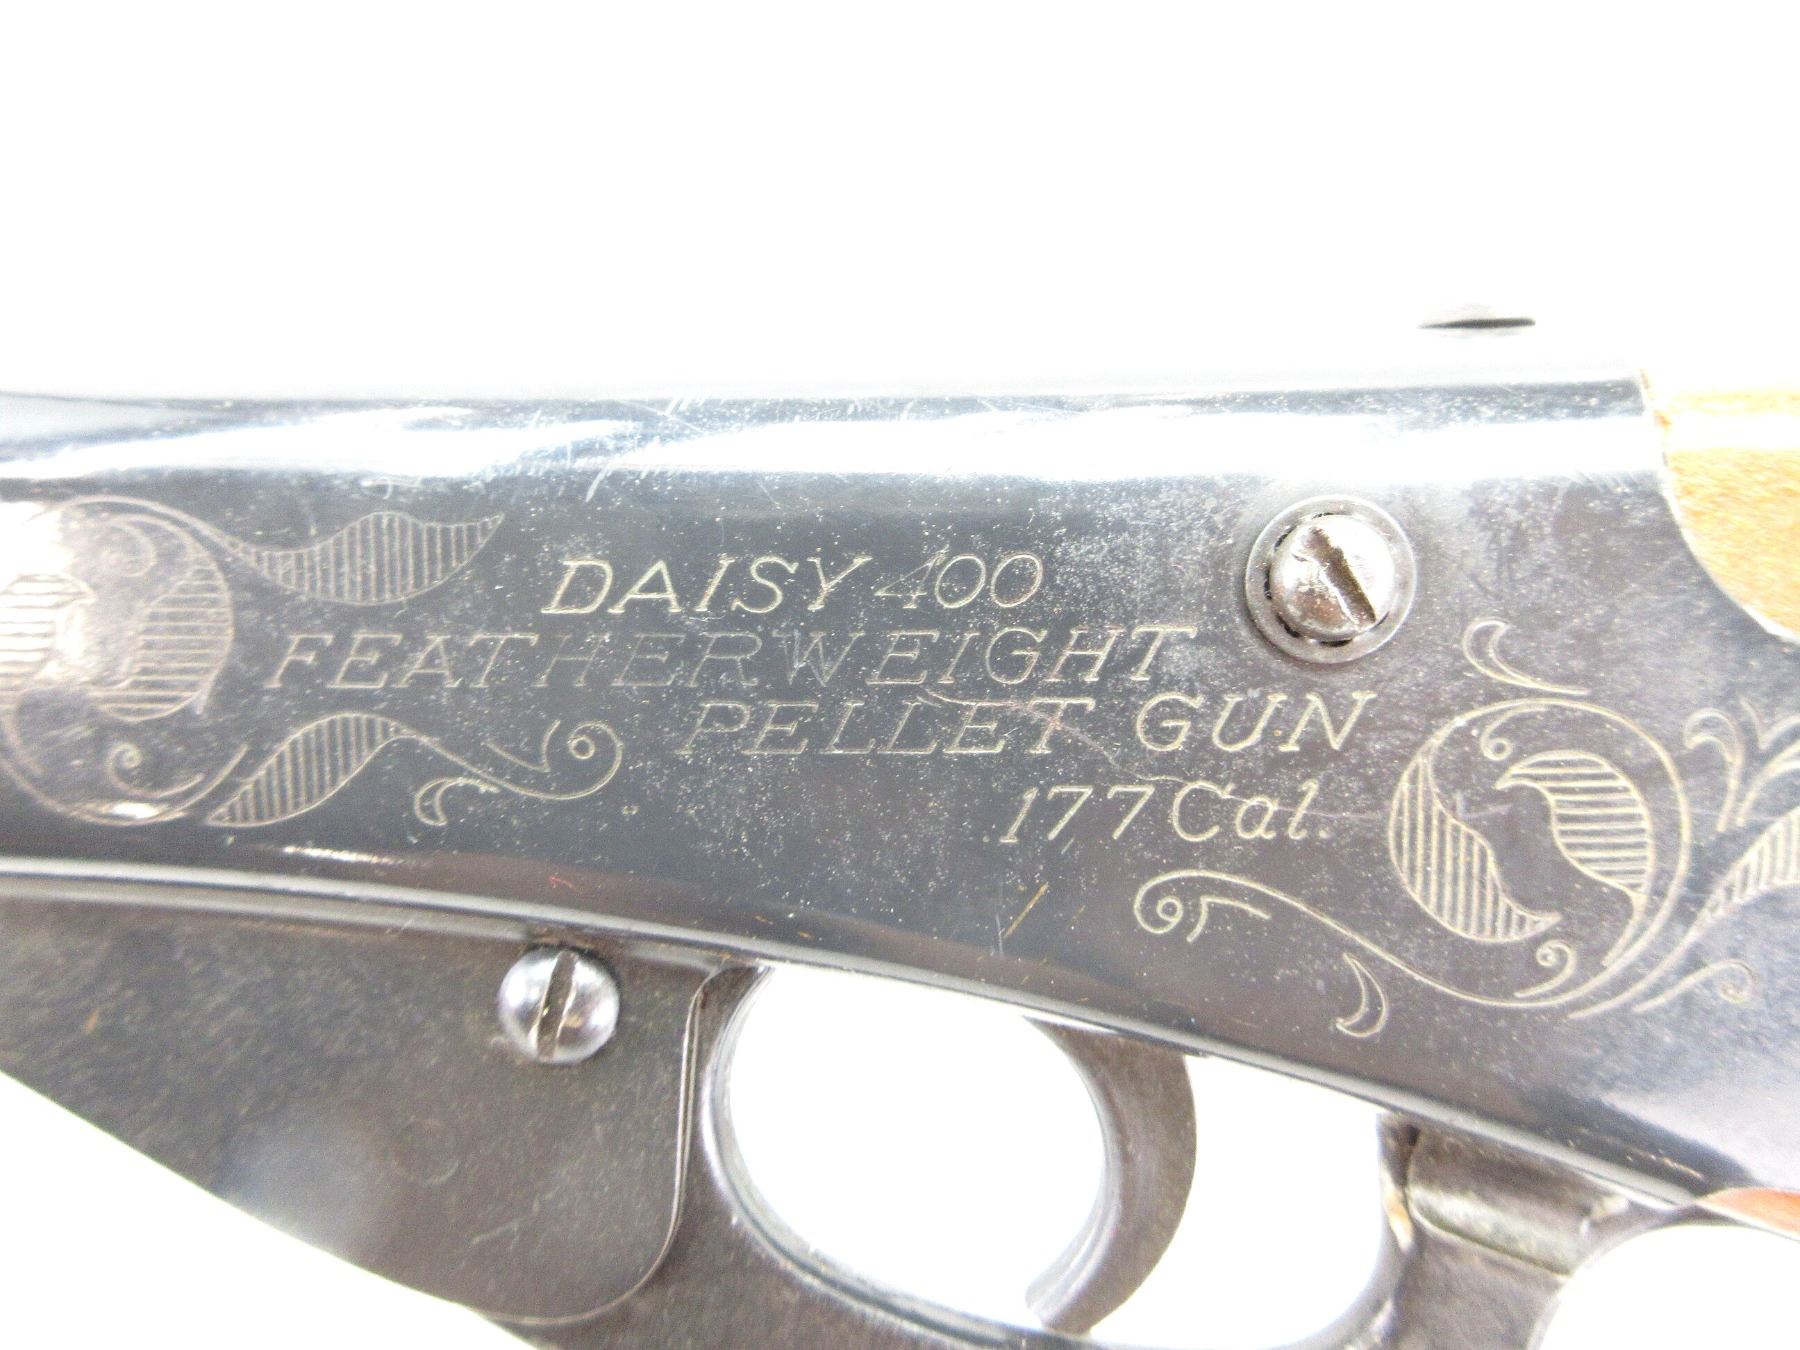 DAISY 400
FEATHERWEIGHT
PELLET GUN
177 Cal.